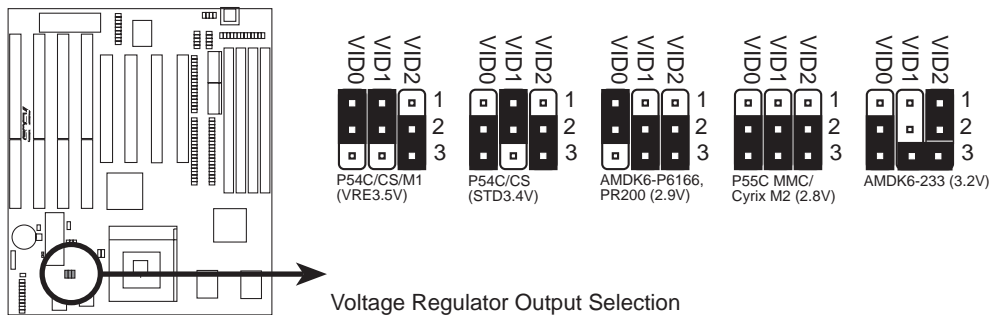 VID0 VID1 VID2 VID0 VID1 VID2 VID0 VID1 VID2 VID0 VID1 VID2 VID0 VID1 VID2
1 1 1 1 1
2 2 2 2 2
3 3 3 3 3
P54C/CS/M1 P54C/CS AMDK6-P6166, P55C MMC/ AMDK6-233 (3.2V)
(VRE3.5V) (STD3.4V) PR200 (2.9V) Cyrix M2 (2.8V)
Voltage Regulator Output Selection